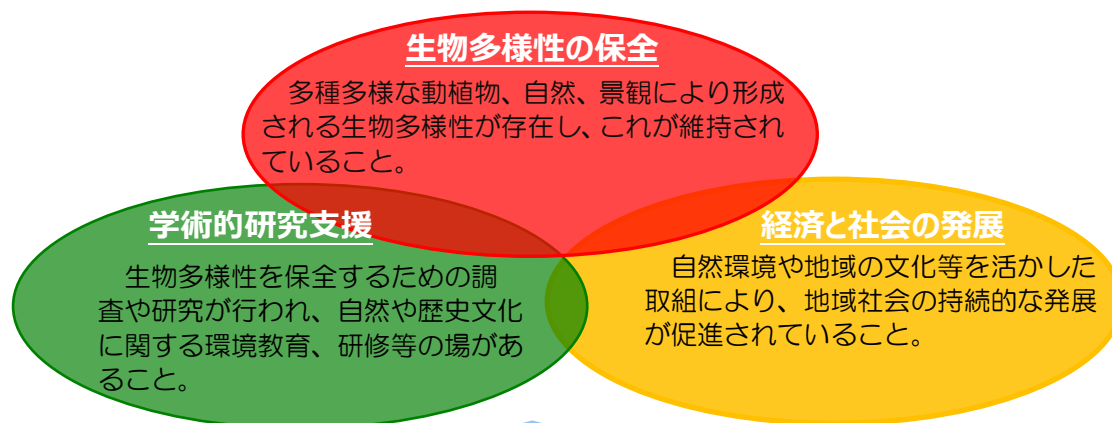 生物多様性の保全
多種多様な動植物、自然、景観により形成
される生物多様性が存在し、これが維持され
ていること。
学術的研究支援
生物多様性を保全するための調
査や研究が行われ、自然や歴史文化
に関する環境教育、研修等の場があ
ること。
経済と社会の発展
自然環境や地域の文化等を活かした
取組により、地域社会の持続的な発展
が促進されていること。